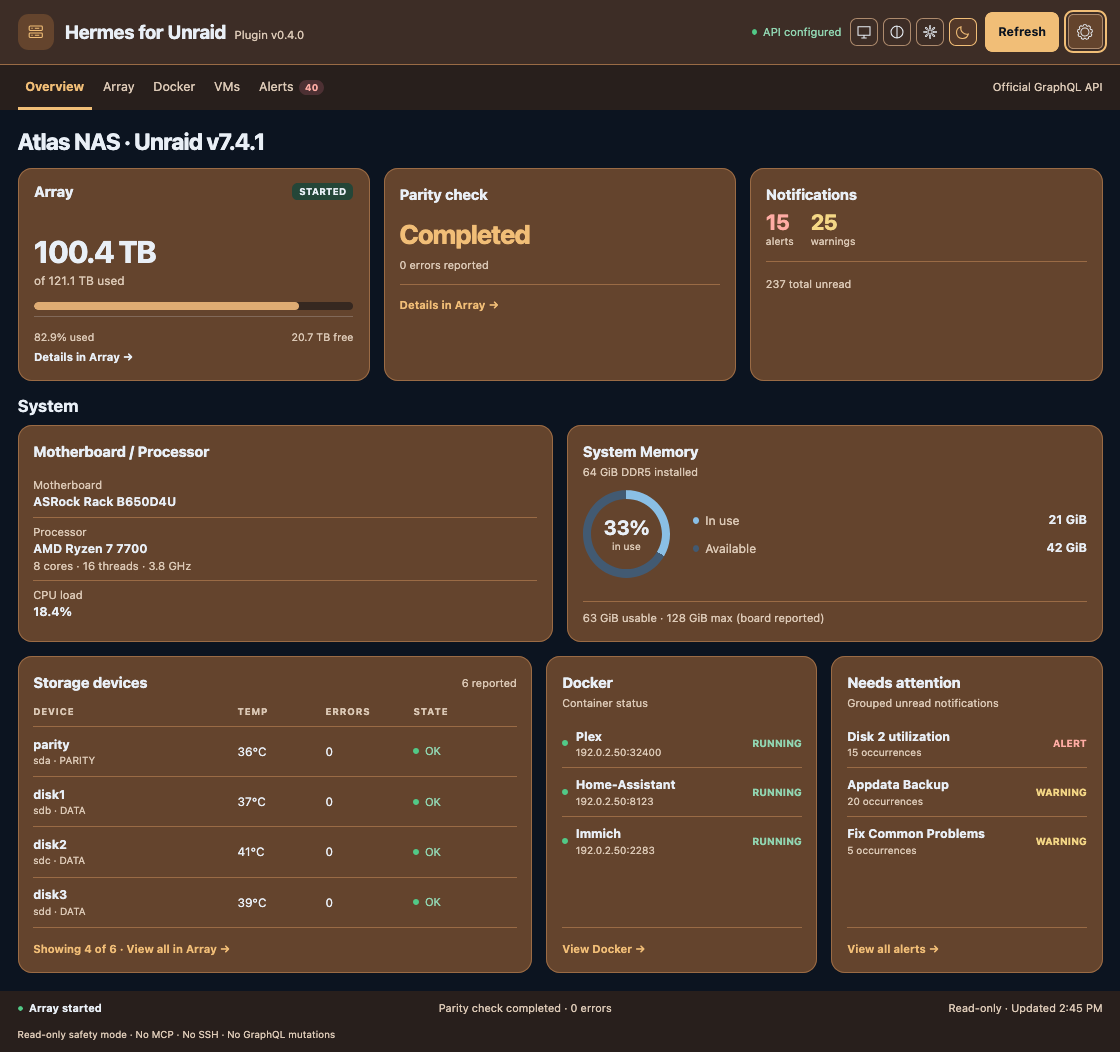 Hermes for Unraid Plugin v0.4.0
API configured
Refresh
Overview Array Docker VMs Alerts 40
Official GraphQL API
Atlas NAS · Unraid v7.4.1
Array
STARTED
100.4 TB
of 121.1 TB used
82.9% used
20.7 TB free
Details in Array →
Parity check
Completed
0 errors reported
Details in Array →
Notifications
15 25
alerts warnings
237 total unread
System
Motherboard / Processor
Motherboard
ASRock Rack B650D4U
Processor
AMD Ryzen 7 7700
8 cores · 16 threads · 3.8 GHz
CPU load
18.4%
System Memory
64 GiB DDR5 installed
33%
in use
In use 21 GiB
Available 42 GiB
63 GiB usable · 128 GiB max (board reported)
Storage devices
6 reported
DEVICE TEMP ERRORS STATE
parity
sda · PARITY
36°C 0 OK
disk1
sdb · DATA
37°C 0 OK
disk2
sdc · DATA
41°C 0 OK
disk3
sdd · DATA
39°C 0 OK
Showing 4 of 6 · View all in Array →
Docker
Container status
Plex
192.0.2.50:32400
RUNNING
Home-Assistant
192.0.2.50:8123
RUNNING
Immich
192.0.2.50:2283
RUNNING
View Docker →
Needs attention
Grouped unread notifications
Disk 2 utilization
15 occurrences
ALERT
Appdata Backup
20 occurrences
WARNING
Fix Common Problems
5 occurrences
WARNING
View all alerts →
Array started
Parity check completed · 0 errors
Read-only · Updated 2:45 PM
Read-only safety mode · No MCP · No SSH · No GraphQL mutations